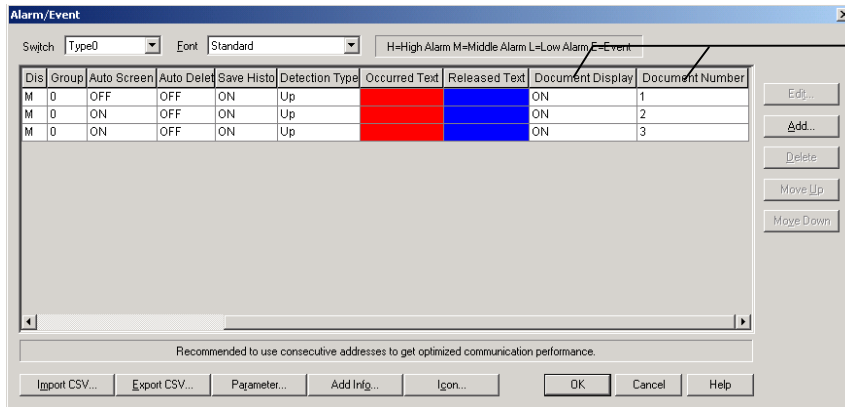 Alarm/Event
Switch Type0 Font Standard H=High Alarm M=Middle Alarm L=Low Alarm E=Event
Dis Group Auto Screen Auto Delet Save Histo Detection Type Occurred Text Released Text Document Display Document Number
M 0 OFF OFF ON Up ON 1
M 0 ON OFF ON Up ON 2
M 0 ON OFF ON Up ON 3
Edit...
Add...
Delete
Move Up
Move Down
Recommended to use consecutive addresses to get optimized communication performance.
Import CSV... Export CSV... Parameter... Add Info... Icon... OK Cancel Help